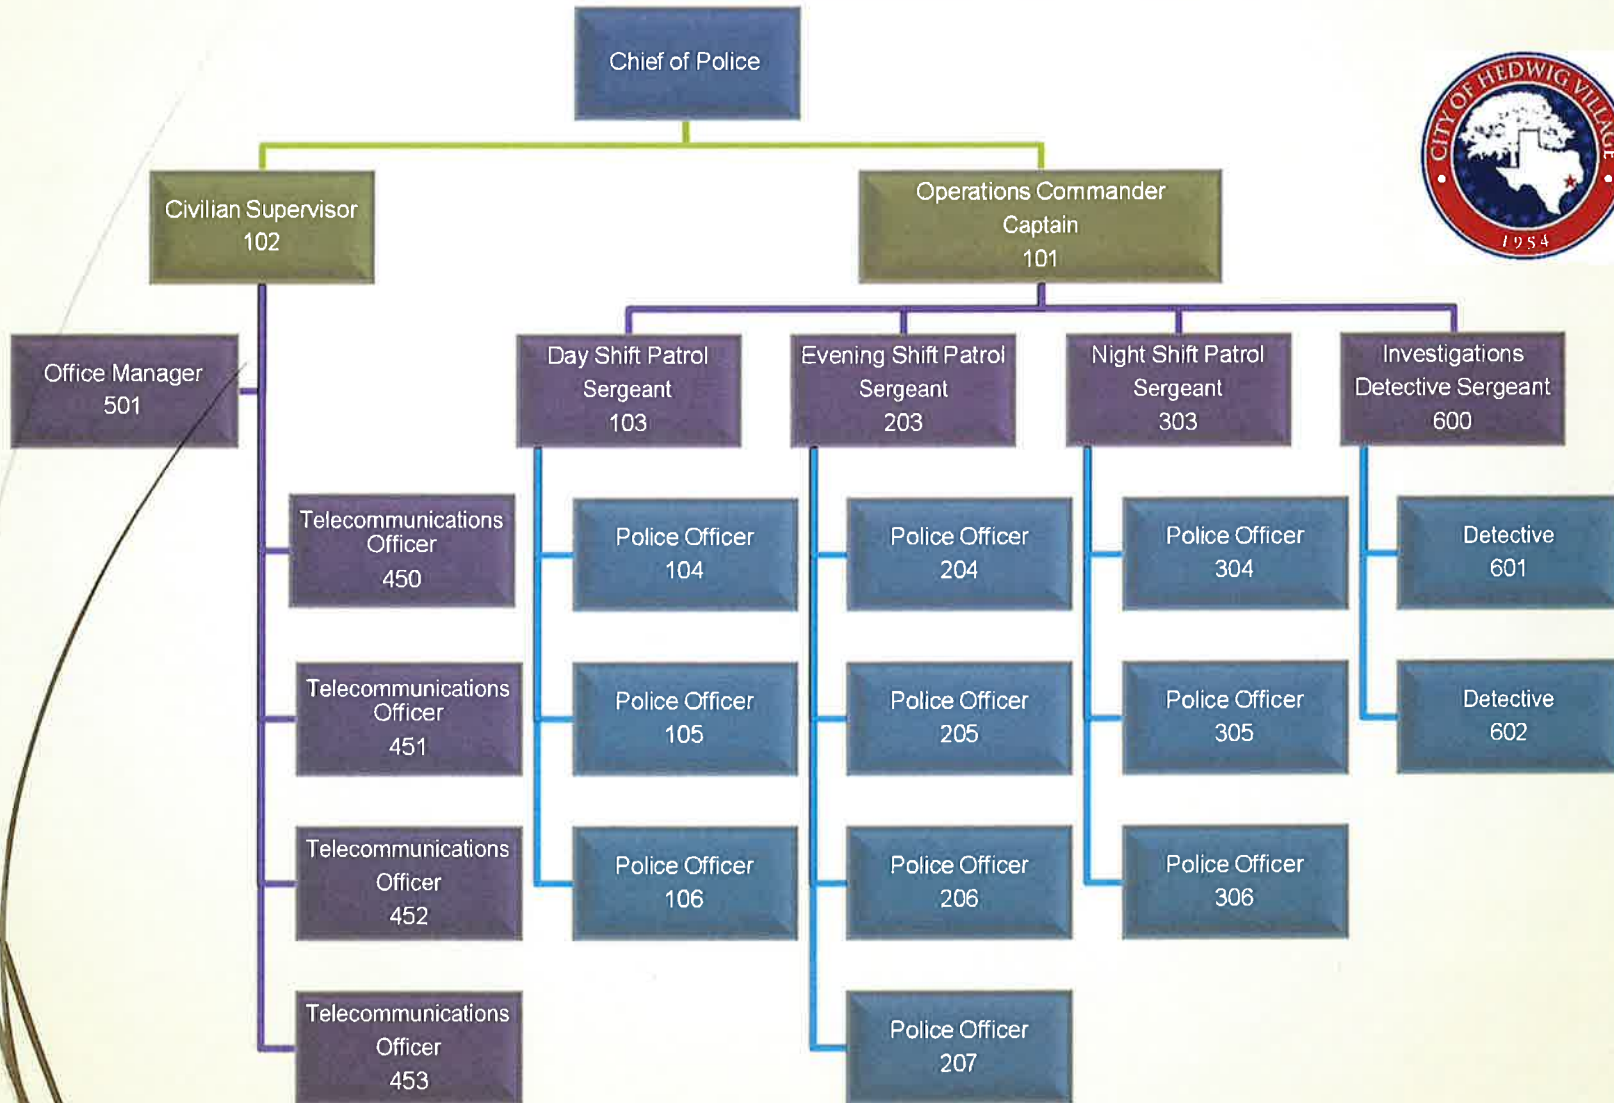 Chief of Police
CITY OF HEDWIG VILLAGE
1954
Civilian Supervisor
102
Operations Commander
Captain
101
Office Manager
501
Day Shift Patrol
Sergeant
103
Evening Shift Patrol
Sergeant
203
Night Shift Patrol
Sergeant
303
Investigations
Detective Sergeant
600
Telecommunications
Officer
450
Police Officer
104
Police Officer
204
Police Officer
304
Detective
601
Telecommunications
Officer
451
Police Officer
105
Police Officer
205
Police Officer
305
Detective
602
Telecommunications
Officer
452
Police Officer
106
Police Officer
206
Police Officer
306
Telecommunications
Officer
453
Police Officer
207